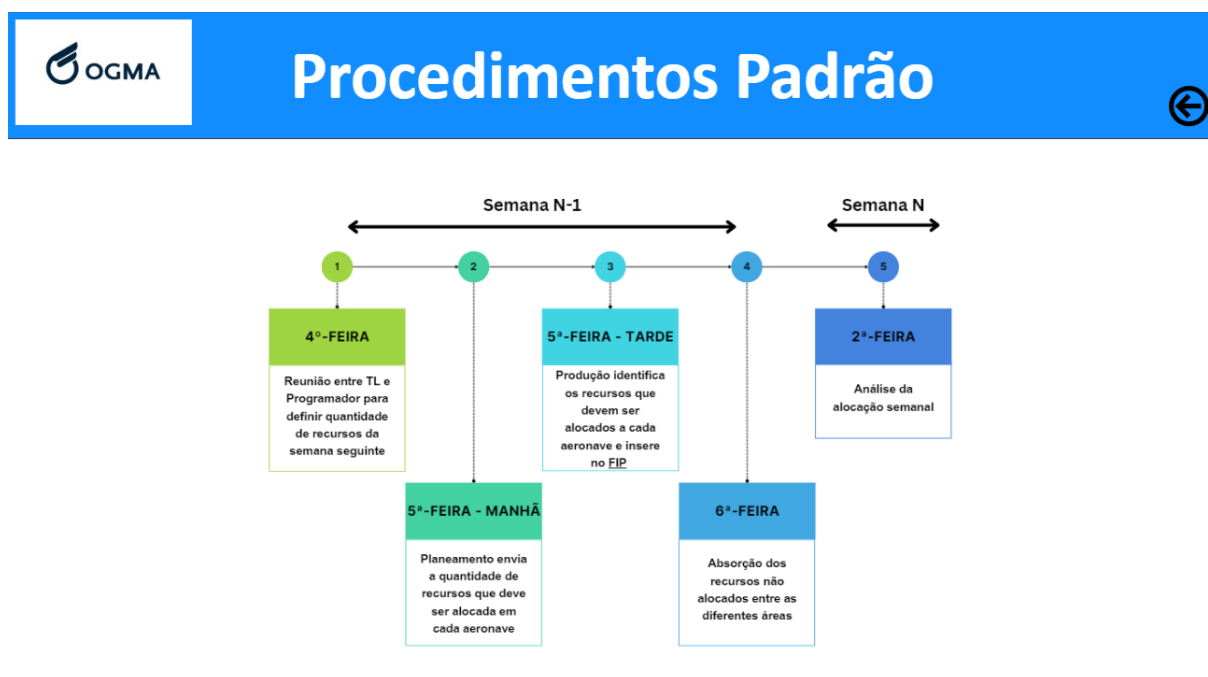 OGMA
Procedimentos Padrão
Semana N-1
Semana N
1
2
3
4
5
4º-FEIRA
Reunião entre TL e
Programador para
definir quantidade
de recursos da
semana seguinte
5ª-FEIRA - MANHÃ
Planeamento envia
a quantidade de
recursos que deve
ser alocada em
cada aeronave
5ª-FEIRA - TARDE
Produção identifica
os recursos que
devem ser
alocados a cada
aeronave e insere
no FIP
6ª-FEIRA
Absorção dos
recursos não
alocados entre as
diferentes áreas
2ª-FEIRA
Análise da
alocação semanal